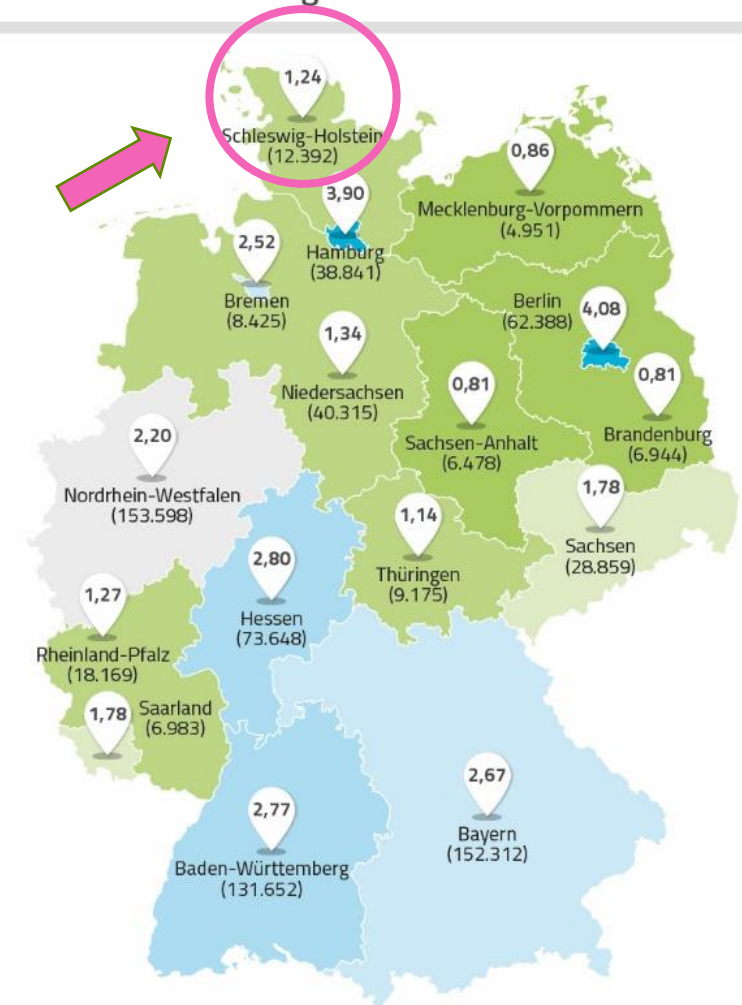 1,24
Schleswig-Holstein
(12.392)
0,86
Mecklenburg-Vorpommern
(4.951)
3,90
Hamburg
(38.841)
2,52
Bremen
(8.425)
Berlin
(62.388)
4,08
1,34
Niedersachsen
(40.315)
0,81
Sachsen-Anhalt
(6.478)
0,81
Brandenburg
(6.944)
2,20
Nordrhein-Westfalen
(153.598)
1,78
Sachsen
(28.859)
1,14
Thüringen
(9.175)
2,80
Hessen
(73.648)
1,27
Rheinland-Pfalz
(18.169)
1,78
Saarland
(6.983)
2,67
Bayern
(152.312)
2,77
Baden-Württemberg
(131.652)